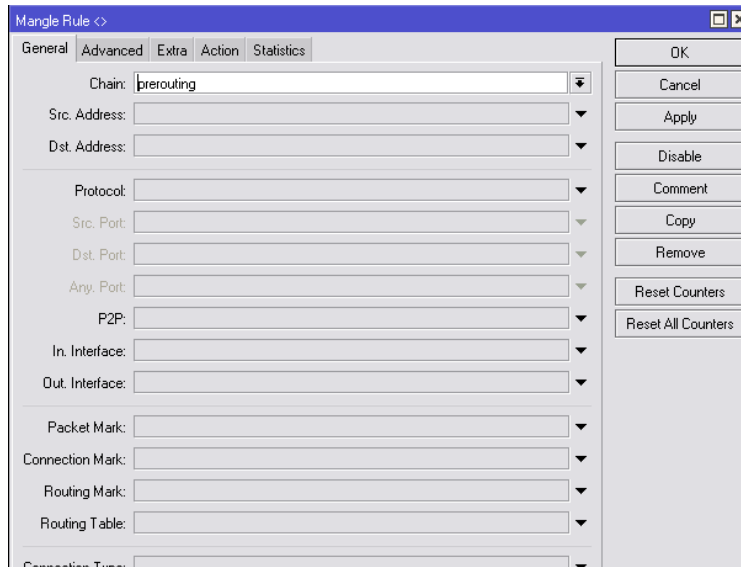 Mangle Rule <>
General Advanced Extra Action Statistics
OK
Chain: prerouting
Cancel
Src. Address:
Apply
Dst. Address:
Disable
Protocol:
Comment
Src. Port:
Copy
Dst. Port:
Remove
Any. Port:
Reset Counters
P2P:
Reset All Counters
In. Interface:
Out. Interface:
Packet Mark:
Connection Mark:
Routing Mark:
Routing Table:
Connection Type: